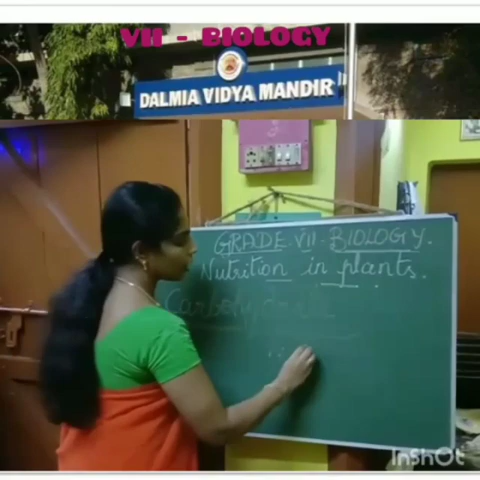 VII - BIOLOGY
DALMIA VIDYA MANDIR
GRADE VII - BIOLOGY.
Nutrition in plants.
InShOt